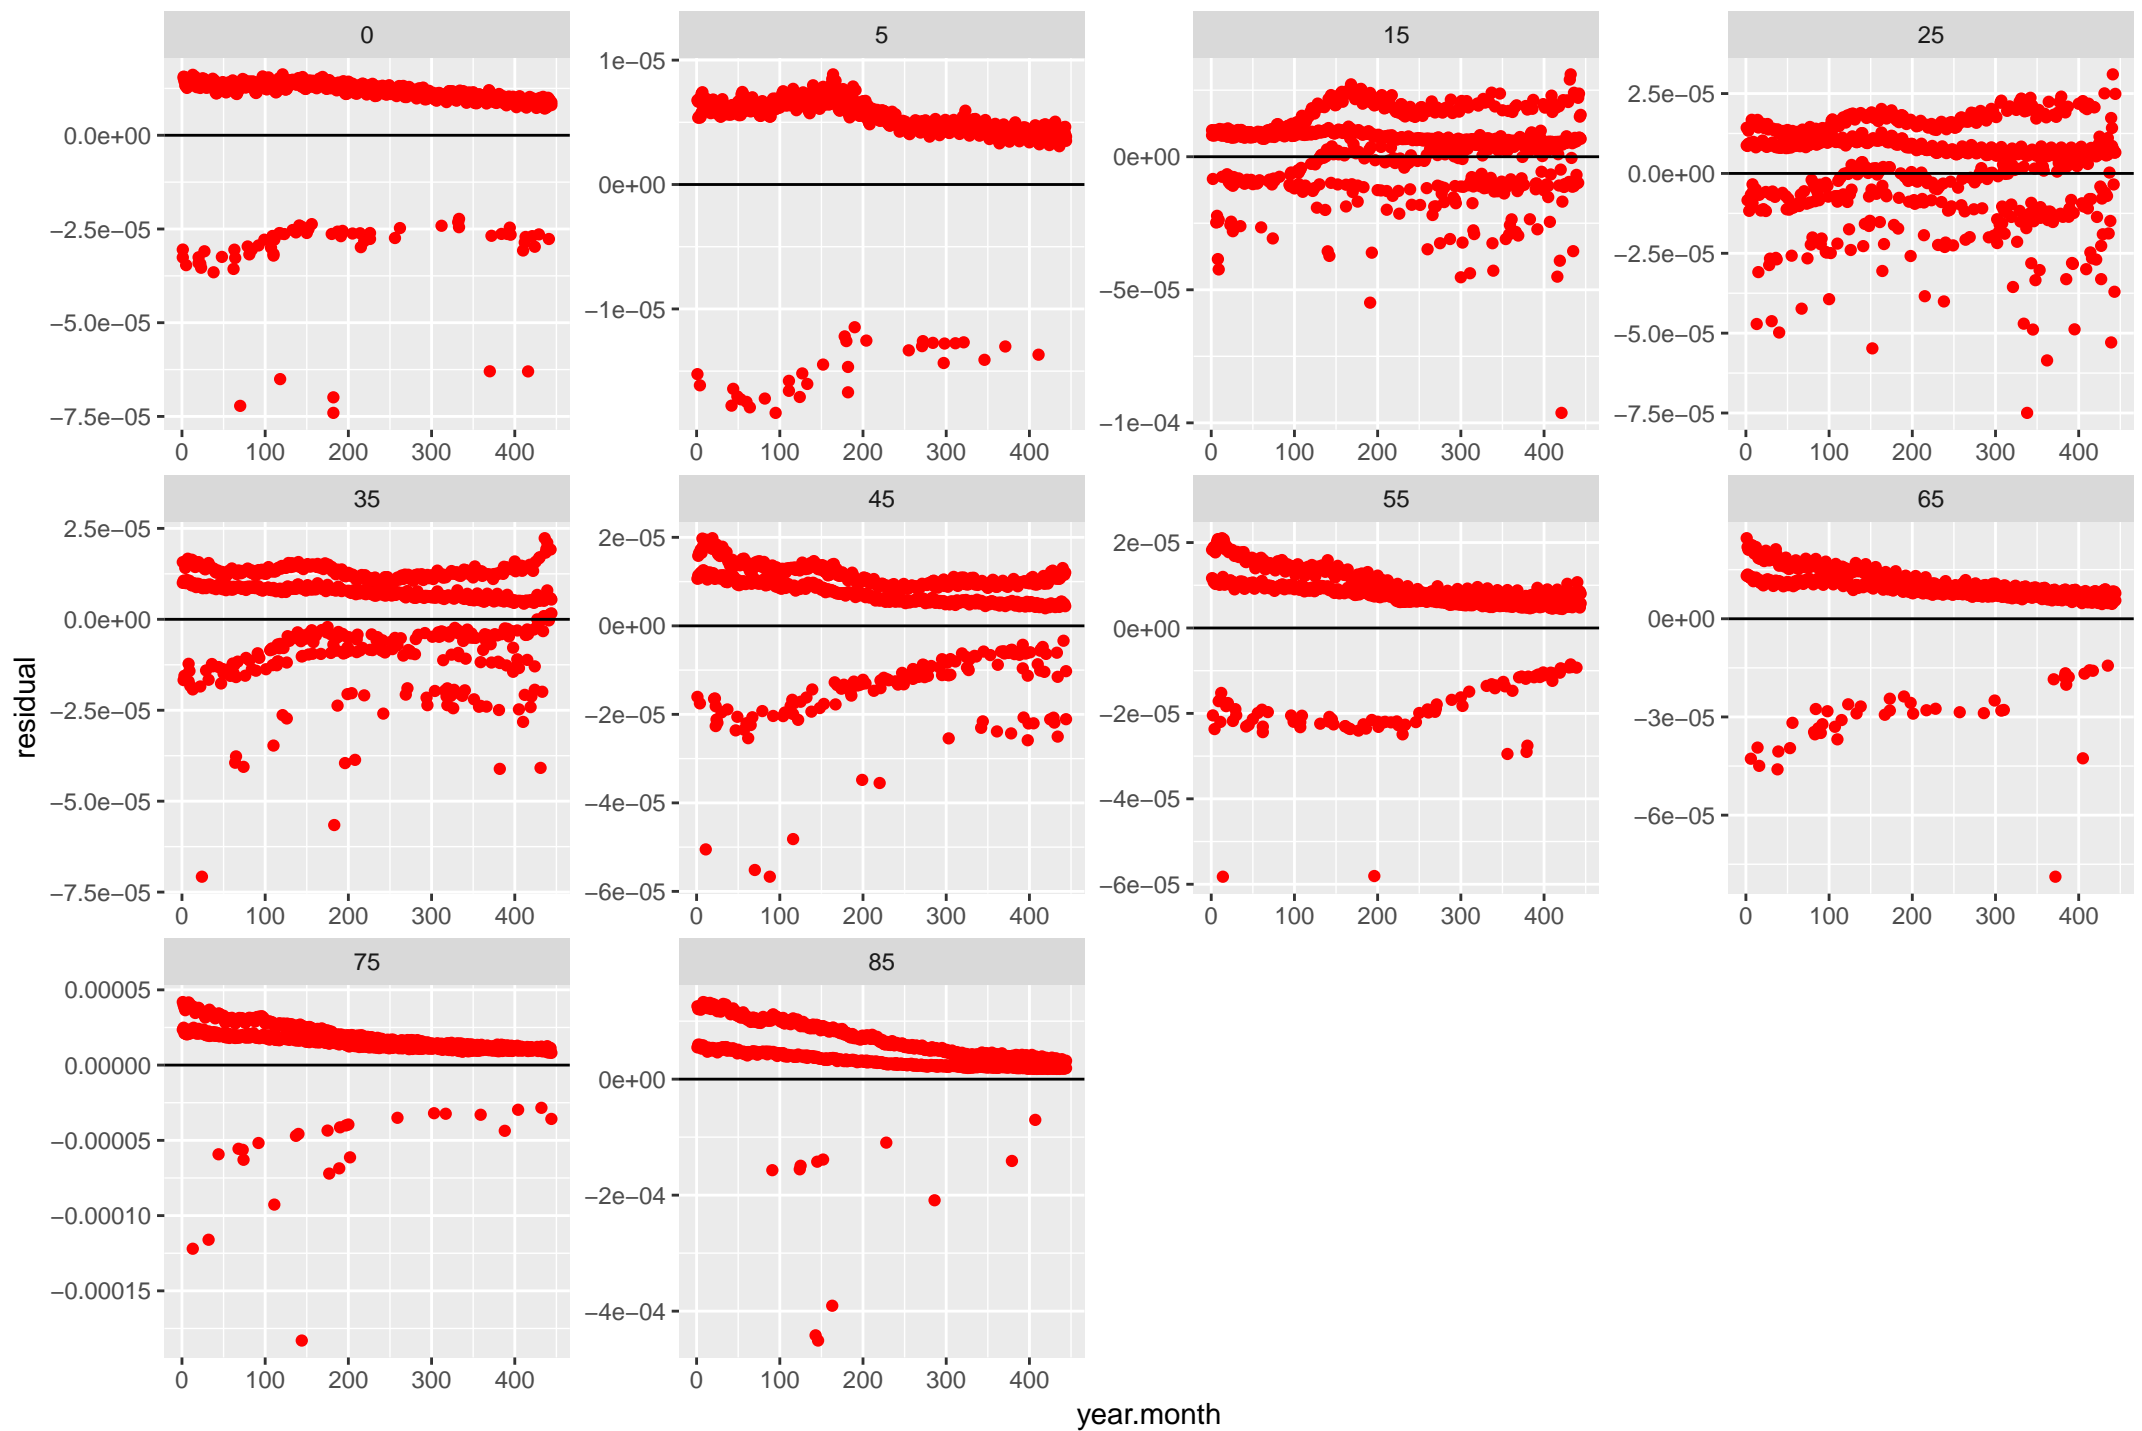 0 5 15 25
1e−05
0.0e+00
−2.5e−05
−5.0e−05
−7.5e−05
0e+00
−1e−05
0e+00
−5e−05
−1e−04
2.5e−05
0.0e+00
−2.5e−05
−5.0e−05
−7.5e−05
0 100 200 300 400 0 100 200 300 400 0 100 200 300 400 0 100 200 300 400
35 45 55 65
2.5e−05
0.0e+00
−2.5e−05
−5.0e−05
−7.5e−05
2e−05
0e+00
−2e−05
−4e−05
−6e−05
2e−05
0e+00
−2e−05
−4e−05
−6e−05
0e+00
−3e−05
−6e−05
0 100 200 300 400 0 100 200 300 400 0 100 200 300 400 0 100 200 300 400
residual
75 85
0.00005
0.00000
−0.00005
−0.00010
−0.00015
0e+00
−2e−04
−4e−04
0 100 200 300 400 0 100 200 300 400
year.month